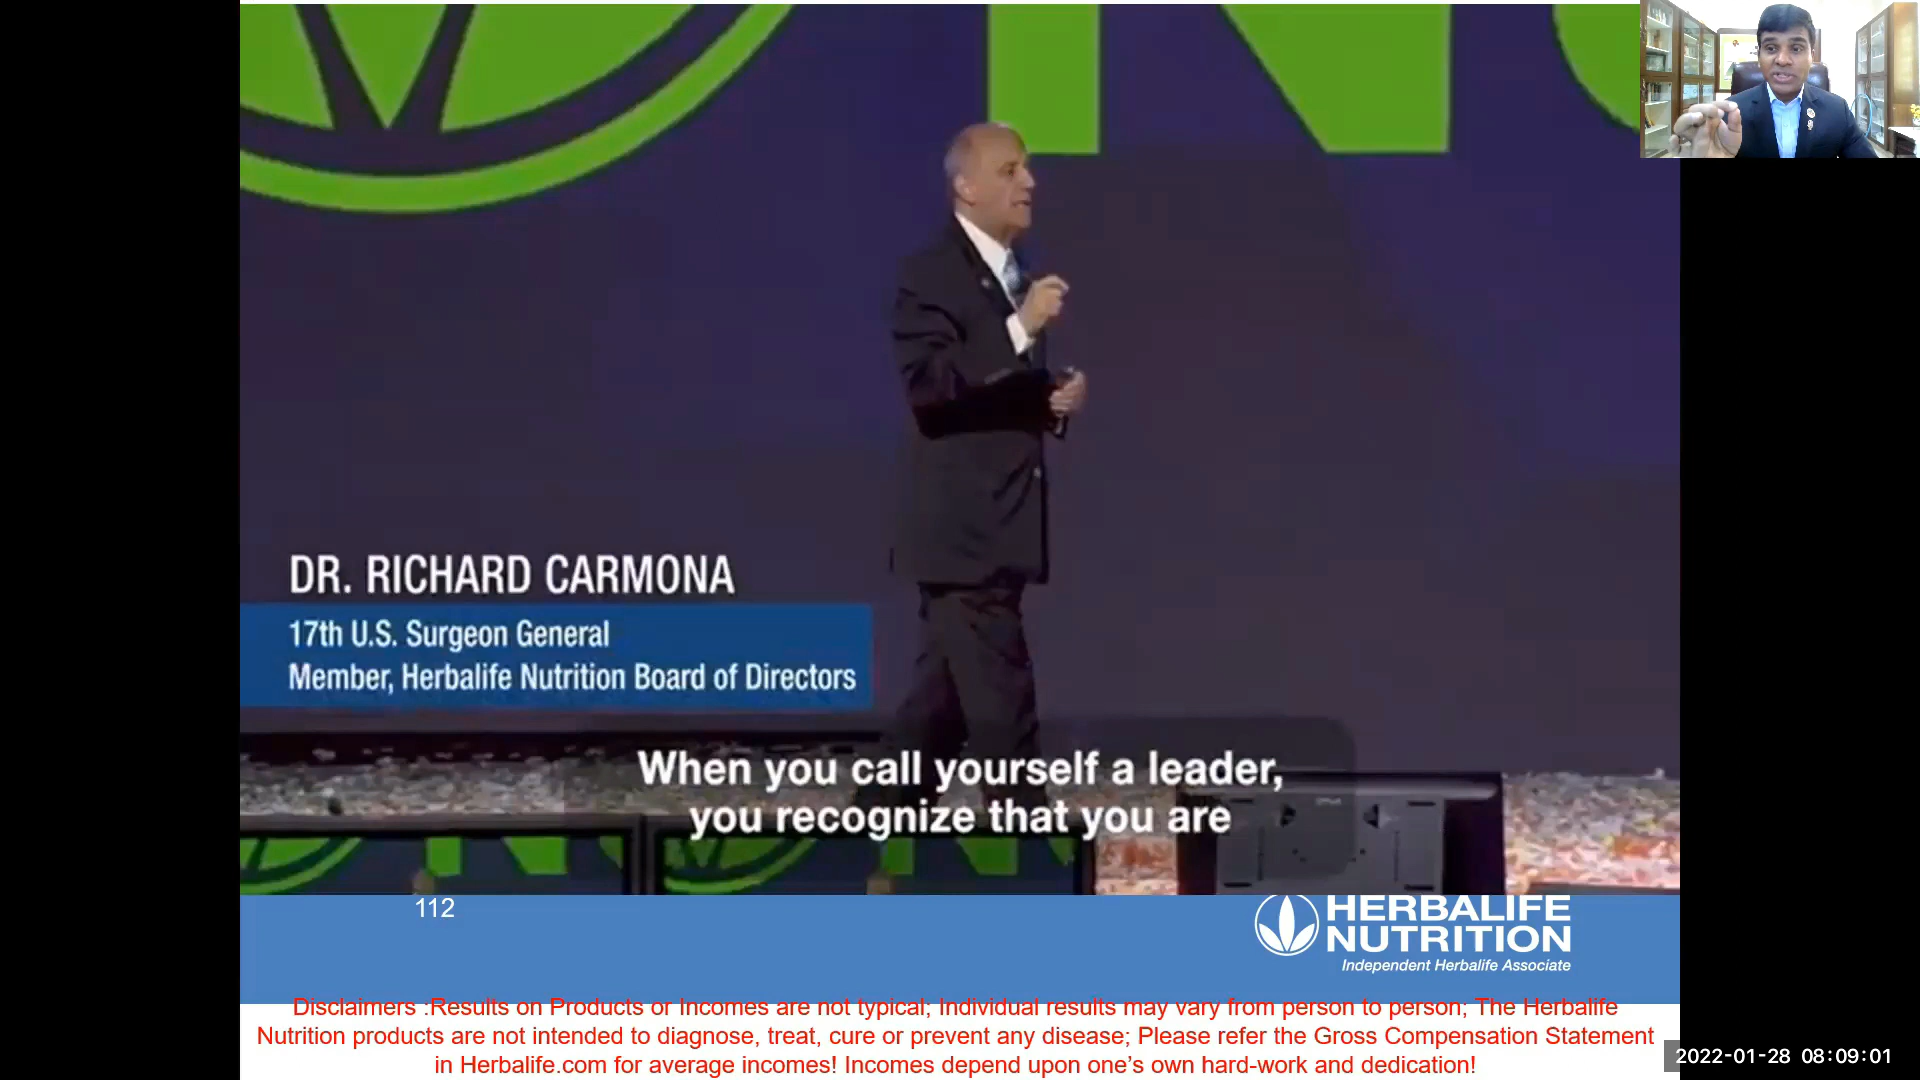 DR. RICHARD CARMONA
17th U.S. Surgeon General
Member, Herbalife Nutrition Board of Directors
When you call yourself a leader,
you recognize that you are
112
HERBALIFE
NUTRITION
Independent Herbalife Associate
Disclaimers :Results on Products or Incomes are not typical; Individual results may vary from person to person; The Herbalife
Nutrition products are not intended to diagnose, treat, cure or prevent any disease; Please refer the Gross Compensation Statement
in Herbalife.com for average incomes! Incomes depend upon one’s own hard-work and dedication!
2022-01-28 08:09:01